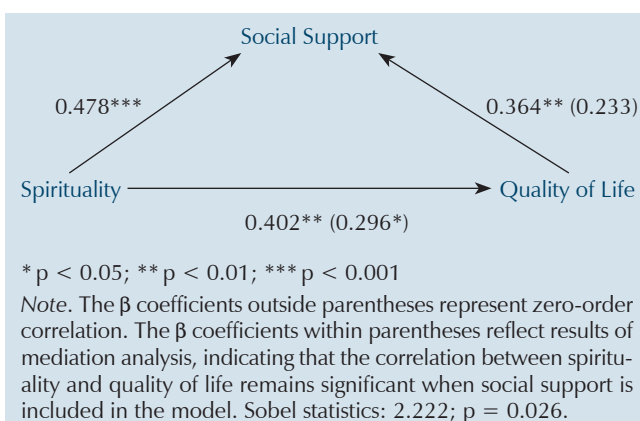 Social Support
0.478***
0.364** (0.233)
Spirituality
Quality of Life
0.402** (0.296*)
* p < 0.05; ** p < 0.01; *** p < 0.001
Note. The β coefficients outside parentheses represent zero-order
correlation. The β coefficients within parentheses reflect results of
mediation analysis, indicating that the correlation between spiritu-
ality and quality of life remains significant when social support is
included in the model. Sobel statistics: 2.222; p = 0.026.